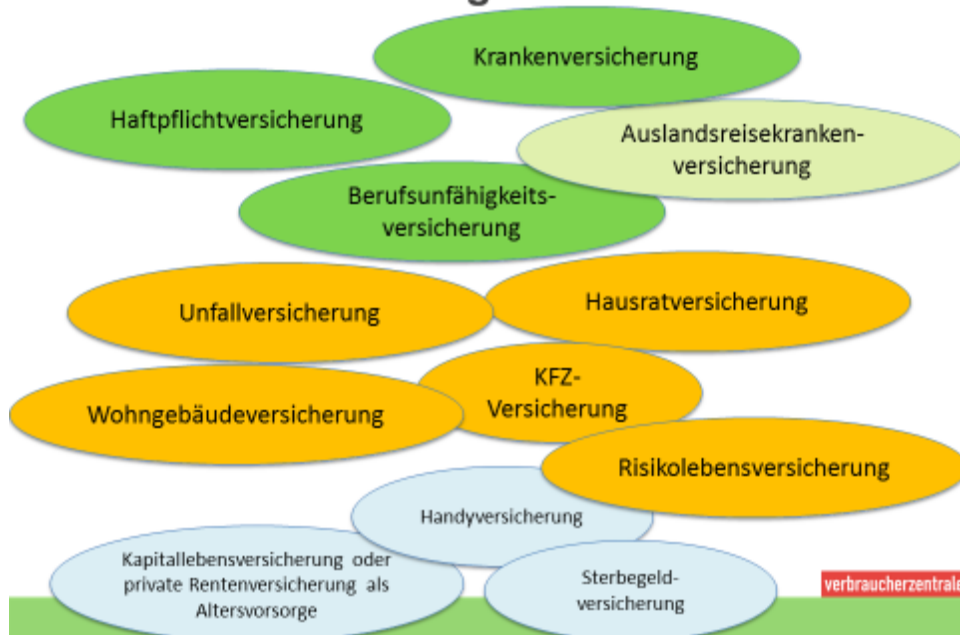 Krankenversicherung
Haftpflichtversicherung
Auslandsreisekranken-
versicherung
Berufsunfähigkeits-
versicherung
Unfallversicherung
Hausratversicherung
KFZ-
Versicherung
Wohngebäudeversicherung
Risikolebensversicherung
Handyversicherung
Kapitallebensversicherung oder
private Rentenversicherung als
Altersvorsorge
Sterbegeld-
versicherung
verbraucherzentrale